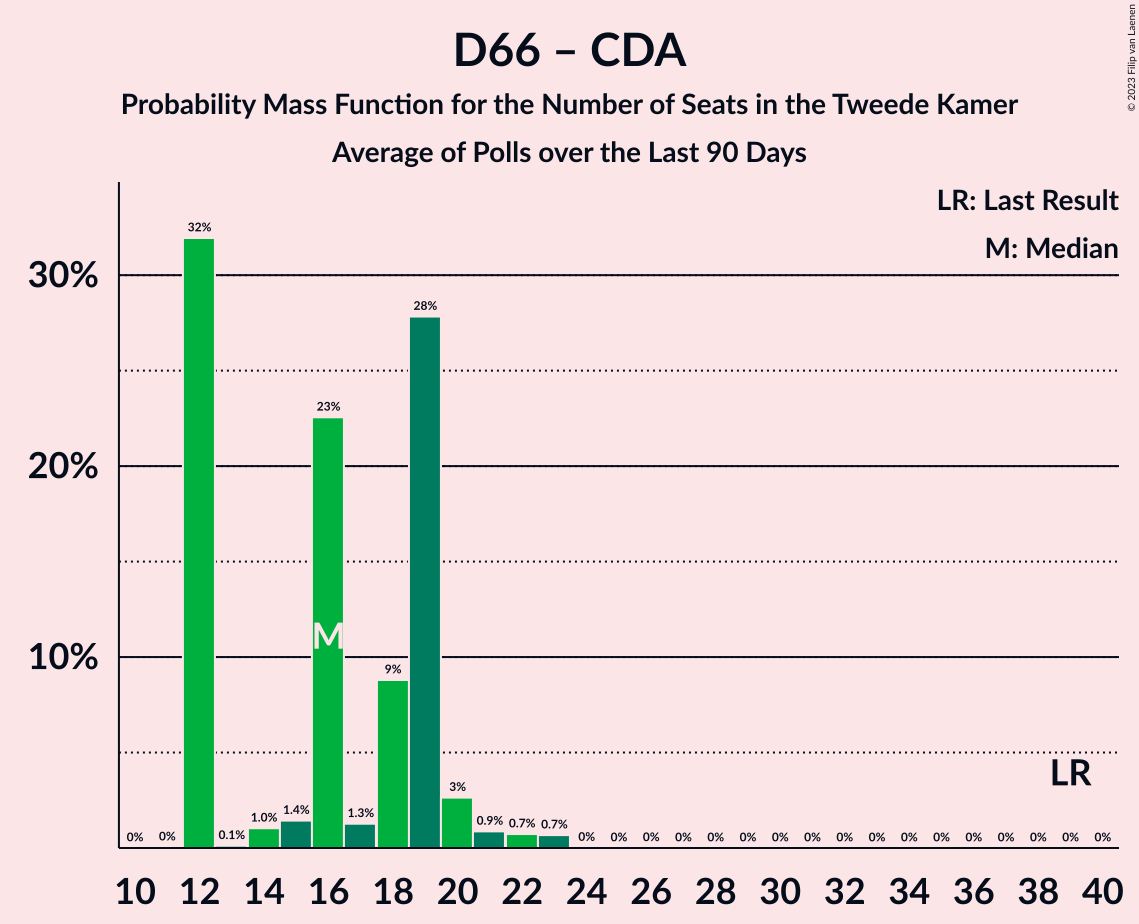 D66 – CDA
Probability Mass Function for the Number of Seats in the Tweede Kamer
Average of Polls over the Last 90 Days
© 2023 Filip van Laenen
LR: Last Result
M: Median
30%
20%
10%
0% 0% 32% 0.1% 1.0% 1.4% 23% 1.3% 9% 28% 3% 0.9% 0.7% 0.7% 0% 0% 0% 0% 0% 0% 0% 0% 0% 0% 0% 0% 0% 0% 0% 0% 0%
M
LR
10 12 14 16 18 20 22 24 26 28 30 32 34 36 38 40